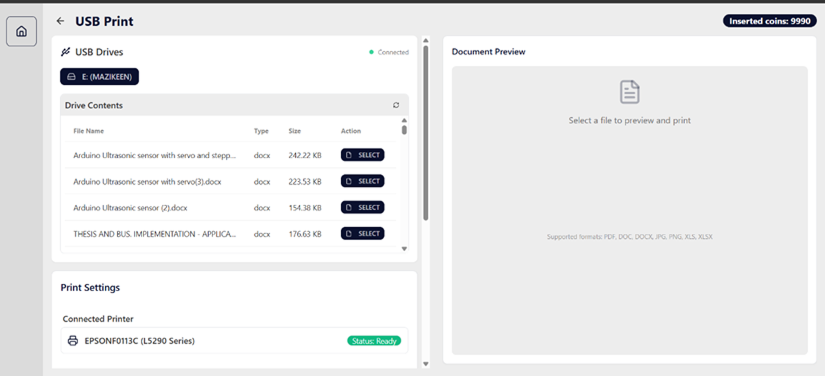 USB Print
Inserted coins: 9990
USB Drives
Connected
E: (MAZIKEEN)
Drive Contents
File Name Type Size Action
Arduino Ultrasonic sensor with servo and stepp... docx 242.22 KB SELECT
Arduino Ultrasonic sensor with servo(3).docx docx 223.53 KB SELECT
Arduino Ultrasonic sensor (2).docx docx 154.38 KB SELECT
THESIS AND BUS. IMPLEMENTATION - APPLICA... docx 176.63 KB SELECT
Print Settings
Connected Printer
EPSONF0113C (L5290 Series) Status: Ready
Document Preview
Select a file to preview and print
Supported formats: PDF, DOC, DOCX, JPG, PNG, XLS, XLSX